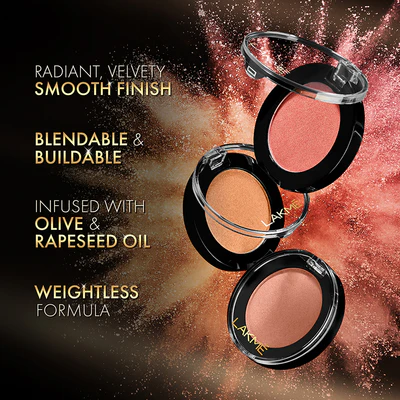 RADIANT, VELVETY
SMOOTH FINISH
BLENDABLE &
BUILDABLE
INFUSED WITH
OLIVE &
RAPESEED OIL
WEIGHTLESS
FORMULA
LAKMĒ
LAKMĒ